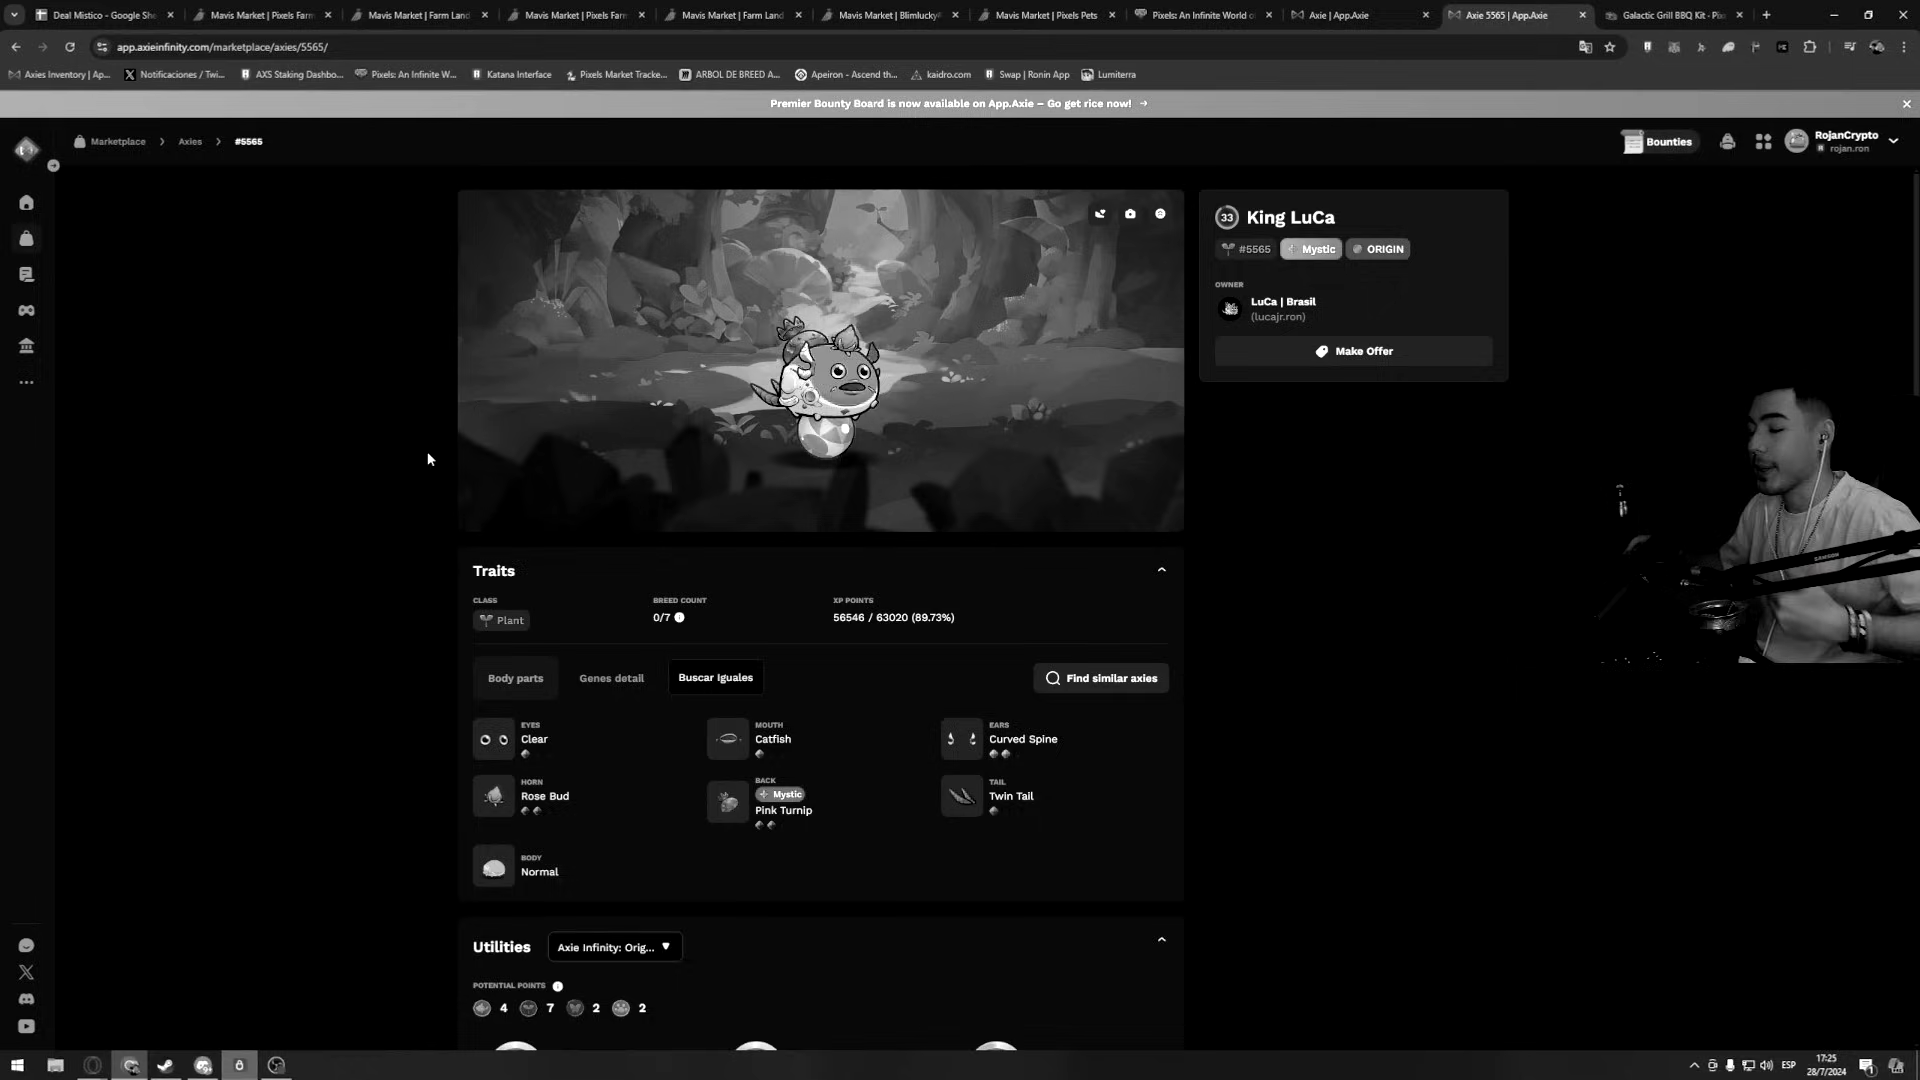 Deal Mistico - Google She
Mavis Market | Pixels Farm
Mavis Market | Farm Land
Mavis Market | Pixels Farm
Mavis Market | Farm Land
Mavis Market | Blimlucky
Mavis Market | Pixels Pets
Pixels: An Infinite World o
Axie | App.Axie
Axie 5565 | App.Axie
Galactic Grill BBQ Kit - Pix
app.axieinfinity.com/marketplace/axies/5565/
Axies Inventory | Ap...
Notificaciones / Twi...
AXS Staking Dashbo...
Pixels: An Infinite W...
Katana Interface
Pixels Market Tracke...
ARBOL DE BREED A...
Apeiron - Ascend th...
kaidro.com
Swap | Ronin App
Lumiterra
Premier Bounty Board is now available on App.Axie – Go get rice now! →
Marketplace > Axies > #5565
Bounties
RojanCrypto
rojan.ron
33 King LuCa
#5565 Mystic ORIGIN
OWNER
LuCa | Brasil
(lucajr.ron)
Make Offer
SAMSON
Traits
CLASS
Plant
BREED COUNT
0/7
XP POINTS
56546 / 63020 (89.73%)
Body parts
Genes detail
Buscar Iguales
Find similar axies
EYES
Clear
MOUTH
Catfish
EARS
Curved Spine
HORN
Rose Bud
BACK
Mystic
Pink Turnip
TAIL
Twin Tail
BODY
Normal
Utilities
Axie Infinity: Orig...
POTENTIAL POINTS
4 7 2 2
ESP
17:25
28/7/2024